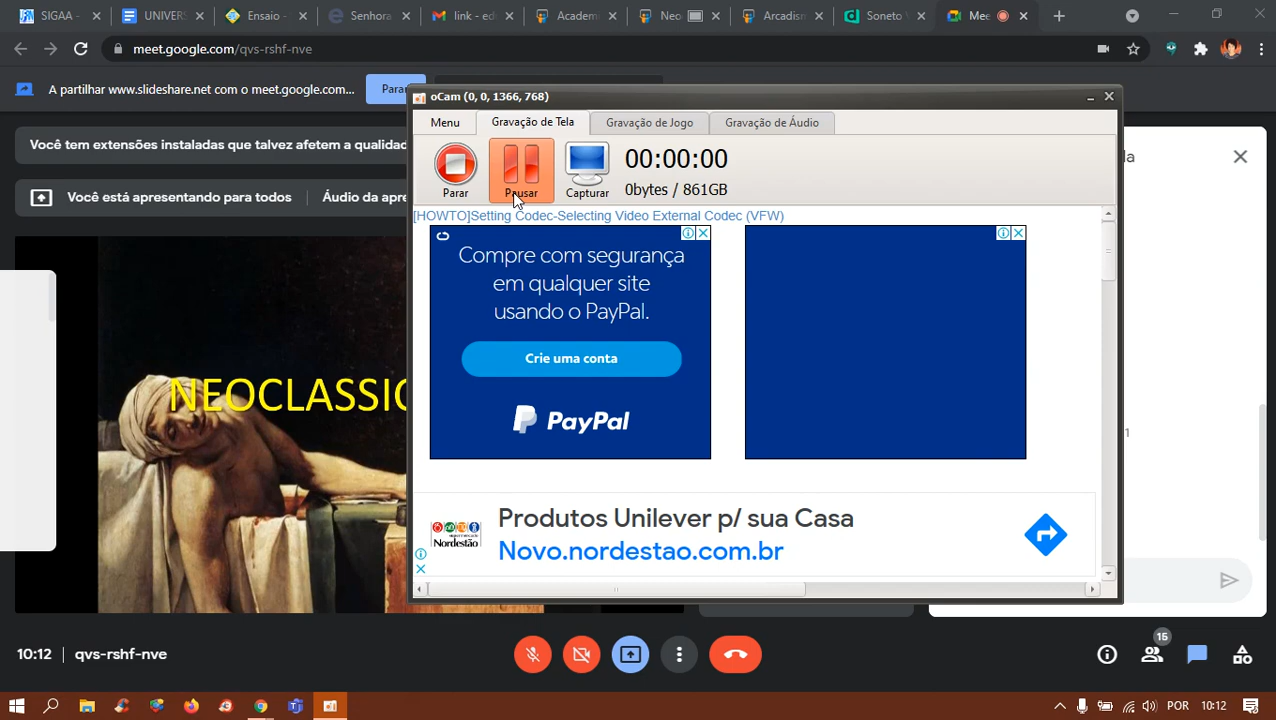 SIGAA -
UNIVERS
Ensaio -
Senhora
link - ed
Academ
Neo
Arcadism
Soneto
Mee
meet.google.com/qvs-rshf-nve
A partilhar www.slideshare.net com o meet.google.com...
Parar
Você tem extensões instaladas que talvez afetem a qualidade
Você está apresentando para todos
Áudio da apre
NEOCLASSIC
oCam (0, 0, 1366, 768)
Menu
Gravação de Tela
Gravação de Jogo
Gravação de Áudio
Parar
Pausar
Capturar
00:00:00
0bytes / 861GB
[HOWTO]Setting Codec-Selecting Video External Codec (VFW)
Compre com segurança
em qualquer site
usando o PayPal.
Crie uma conta
PayPal
Nordestão
Produtos Unilever p/ sua Casa
Novo.nordestao.com.br
da
1
10:12 | qvs-rshf-nve
15
POR
10:12